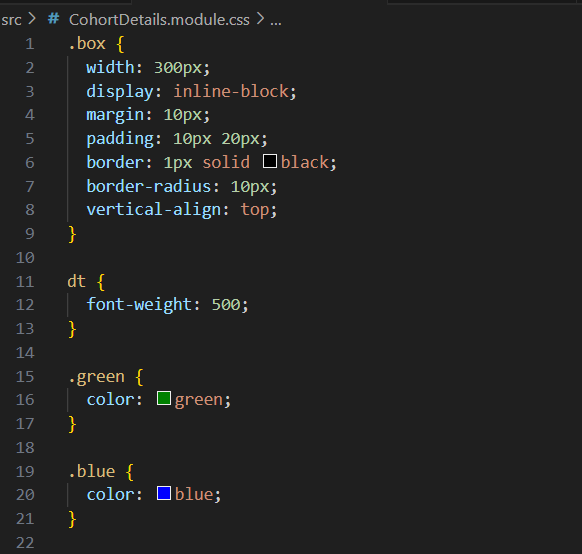 src > # CohortDetails.module.css > ...
1 .box {
2   width: 300px;
3   display: inline-block;
4   margin: 10px;
5   padding: 10px 20px;
6   border: 1px solid black;
7   border-radius: 10px;
8   vertical-align: top;
9 }
10
11 dt {
12   font-weight: 500;
13 }
14
15 .green {
16   color: green;
17 }
18
19 .blue {
20   color: blue;
21 }
22